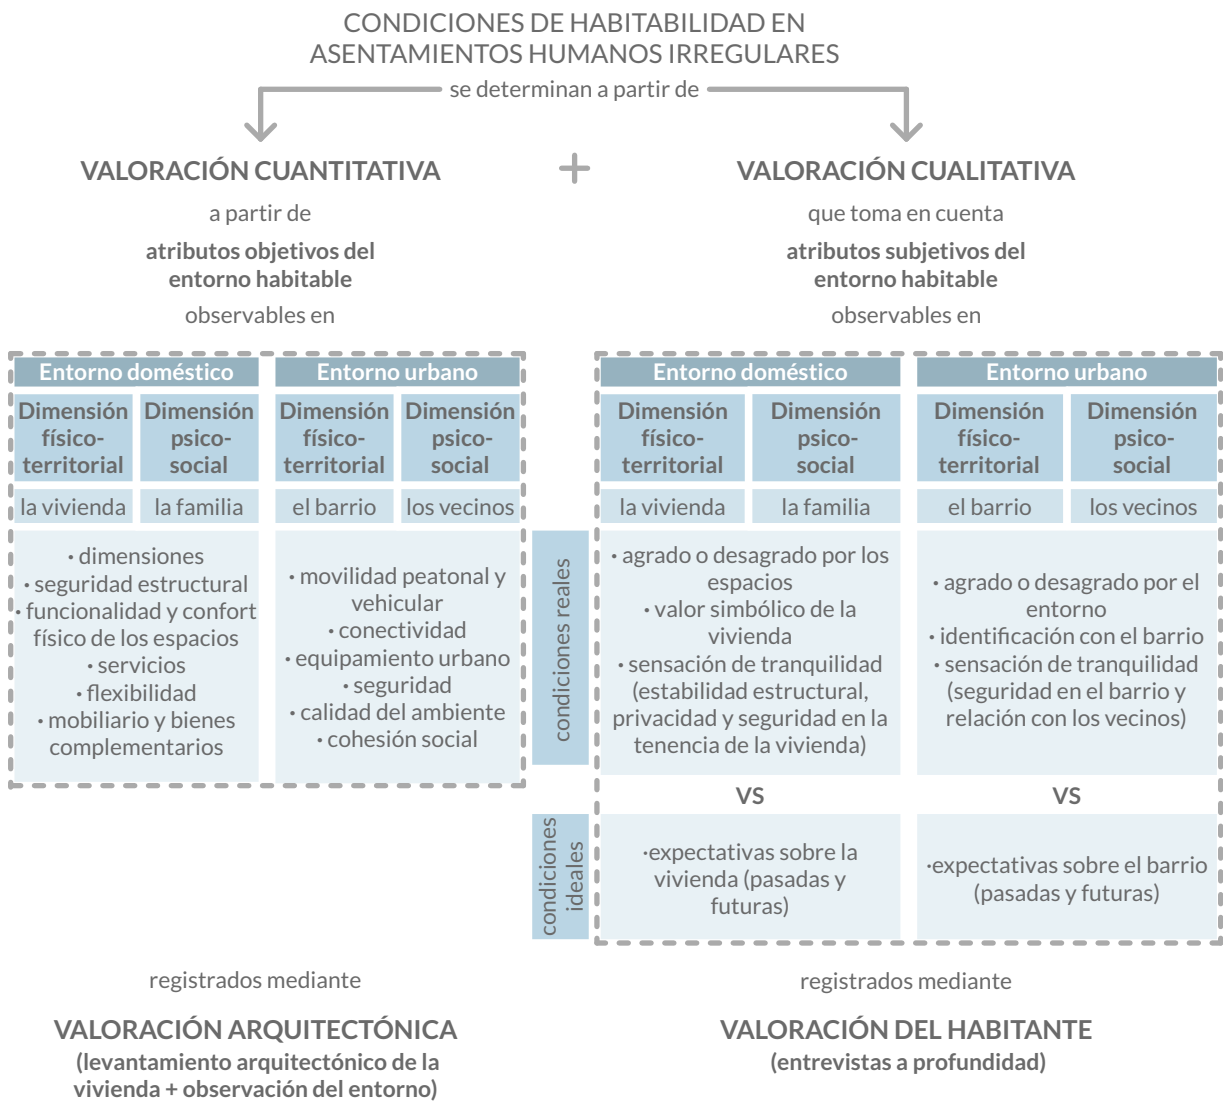 CONDICIONES DE HABITABILIDAD EN
ASENTAMIENTOS HUMANOS IRREGULARES
se determinan a partir de
VALORACIÓN CUANTITATIVA
a partir de
atributos objetivos del
entorno habitable
observables en
Entorno doméstico
Dimensión
físico-
territorial
Dimensión
psico-
social
la vivienda
la familia
• dimensiones
• seguridad estructural
• funcionalidad y confort
físico de los espacios
• servicios
• flexibilidad
• mobiliario y bienes
complementarios
Entorno urbano
Dimensión
físico-
territorial
Dimensión
psico-
social
el barrio
los vecinos
• movilidad peatonal y
vehicular
• conectividad
• equipamiento urbano
• seguridad
• calidad del ambiente
• cohesión social
registrados mediante
VALORACIÓN ARQUITECTÓNICA
(levantamiento arquitectónico de la
vivienda + observación del entorno)
+
VALORACIÓN CUALITATIVA
que toma en cuenta
atributos subjetivos del
entorno habitable
observables en
Entorno doméstico
Dimensión
físico-
territorial
Dimensión
psico-
social
la vivienda
la familia
Entorno urbano
Dimensión
físico-
territorial
Dimensión
psico-
social
el barrio
los vecinos
condiciones reales
• agrado o desagrado por los
espacios
• valor simbólico de la
vivienda
• sensación de tranquilidad
(estabilidad estructural,
privacidad y seguridad en la
tenencia de la vivienda)
• agrado o desagrado por el
entorno
• identificación con el barrio
• sensación de tranquilidad
(seguridad en el barrio y
relación con los vecinos)
VS
VS
condiciones
ideales
•expectativas sobre la
vivienda (pasadas y
futuras)
•expectativas sobre el barrio
(pasadas y futuras)
registrados mediante
VALORACIÓN DEL HABITANTE
(entrevistas a profundidad)